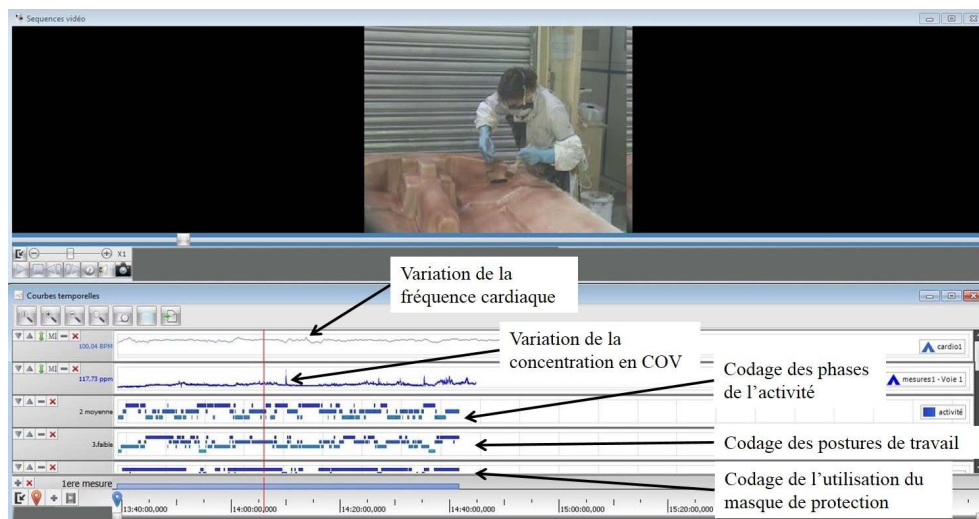 Sequences vidéo
X1
Variation de la
fréquence cardiaque
Courbes temporelles
MI
100,04 BPM
cardio1
Variation de la
concentration en COV
MI
117,73 ppm
mesures1 - Voie 1
Codage des phases
de l'activité
2 moyenne
activité
3.faible
Codage des postures de travail
Codage de l'utilisation du
masque de protection
1ere mesure
13:40:00,000
14:00:00,000
14:20:00,000
14:40:00,000
15:00:00,000
15:20:00,000